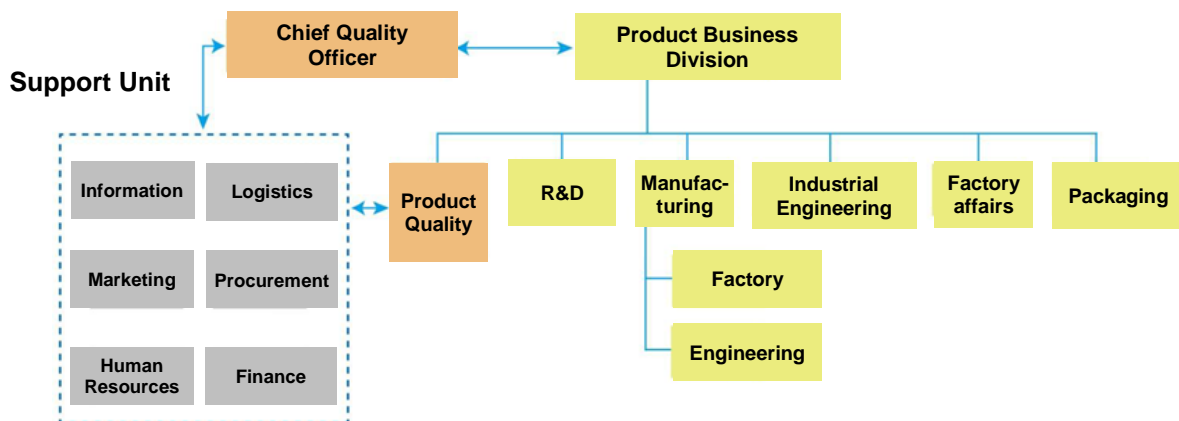 Chief Quality
Officer
Product Business
Division
Support Unit
Information
Logistics
Marketing
Procurement
Human
Resources
Finance
Product
Quality
R&D
Manufac-
turing
Industrial
Engineering
Factory
affairs
Packaging
Factory
Engineering